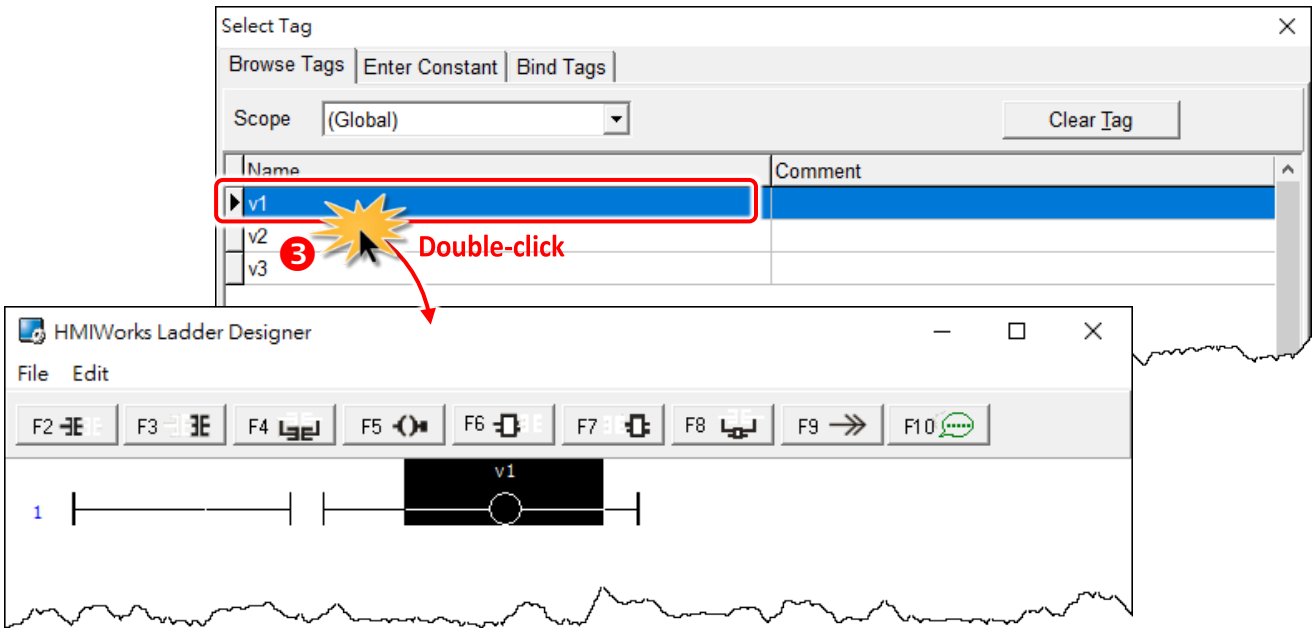 Select Tag
Browse Tags Enter Constant Bind Tags
Scope (Global) Clear Tag
Name Comment
v1
v2
3 Double-click
v3
HMIWorks Ladder Designer
File Edit
F2 F3 F4 F5 F6 F7 F8 F9 F10
v1
1